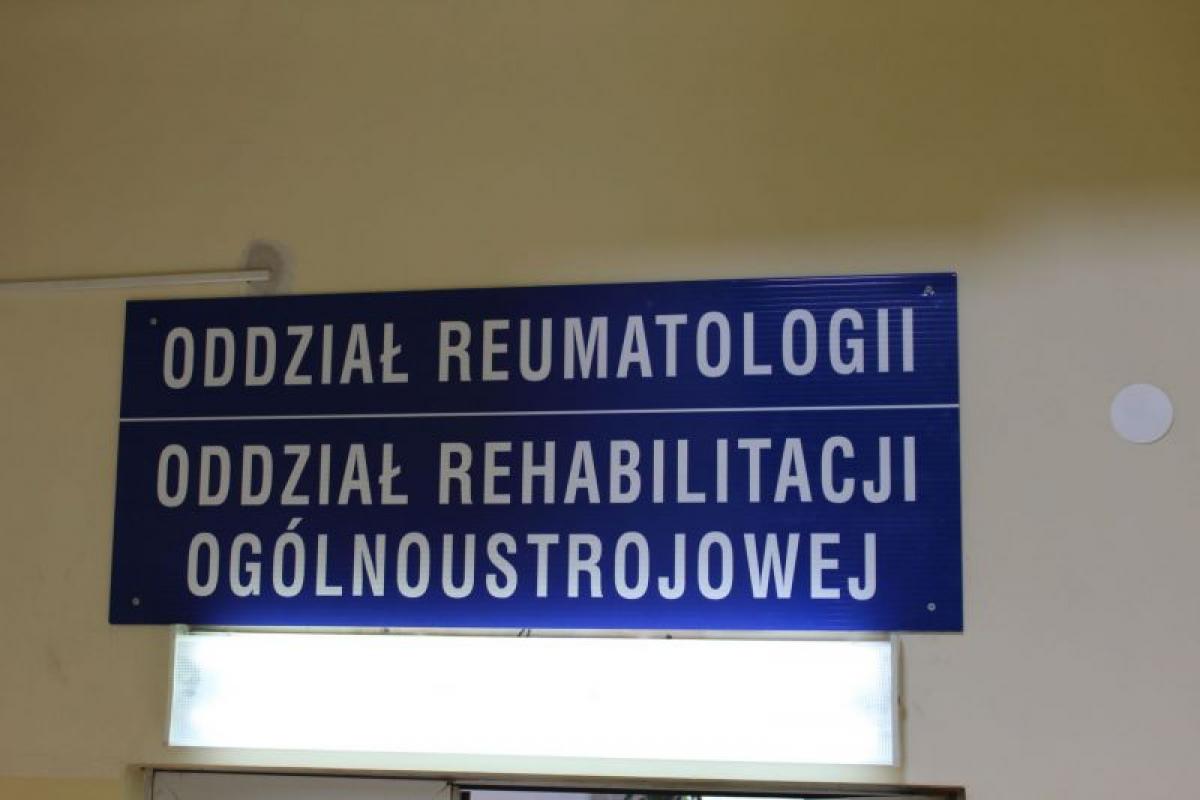 ODDZIAŁ REUMATOLOGII
ODDZIAŁ REHABILITACJI
OGÓLNOUSTROJOWEJ